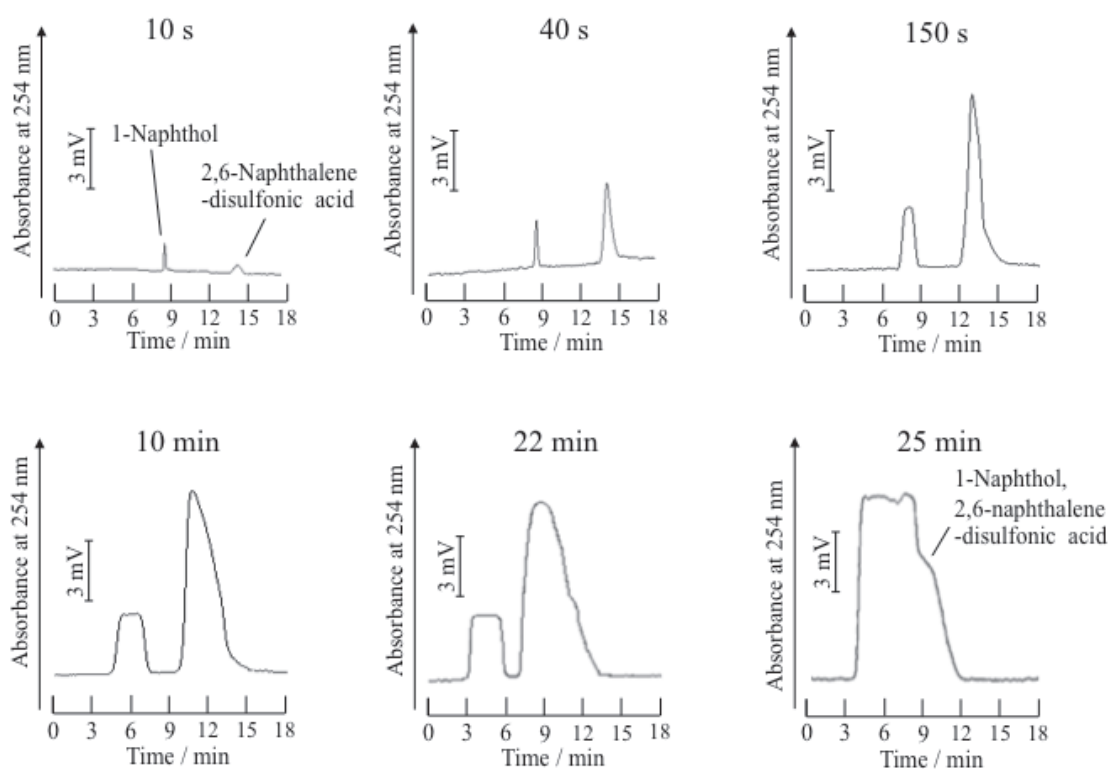 10 s
Absorbance at 254 nm
3 mV
1-Naphthol
2,6-Naphthalene
-disulfonic acid
0 3 6 9 12 15 18
Time / min
40 s
Absorbance at 254 nm
3 mV
0 3 6 9 12 15 18
Time / min
150 s
Absorbance at 254 nm
3 mV
0 3 6 9 12 15 18
Time / min
10 min
Absorbance at 254 nm
3 mV
0 3 6 9 12 15 18
Time / min
22 min
Absorbance at 254 nm
3 mV
0 3 6 9 12 15 18
Time / min
25 min
Absorbance at 254 nm
3 mV
1-Naphthol,
2,6-naphthalene
-disulfonic acid
0 3 6 9 12 15 18
Time / min